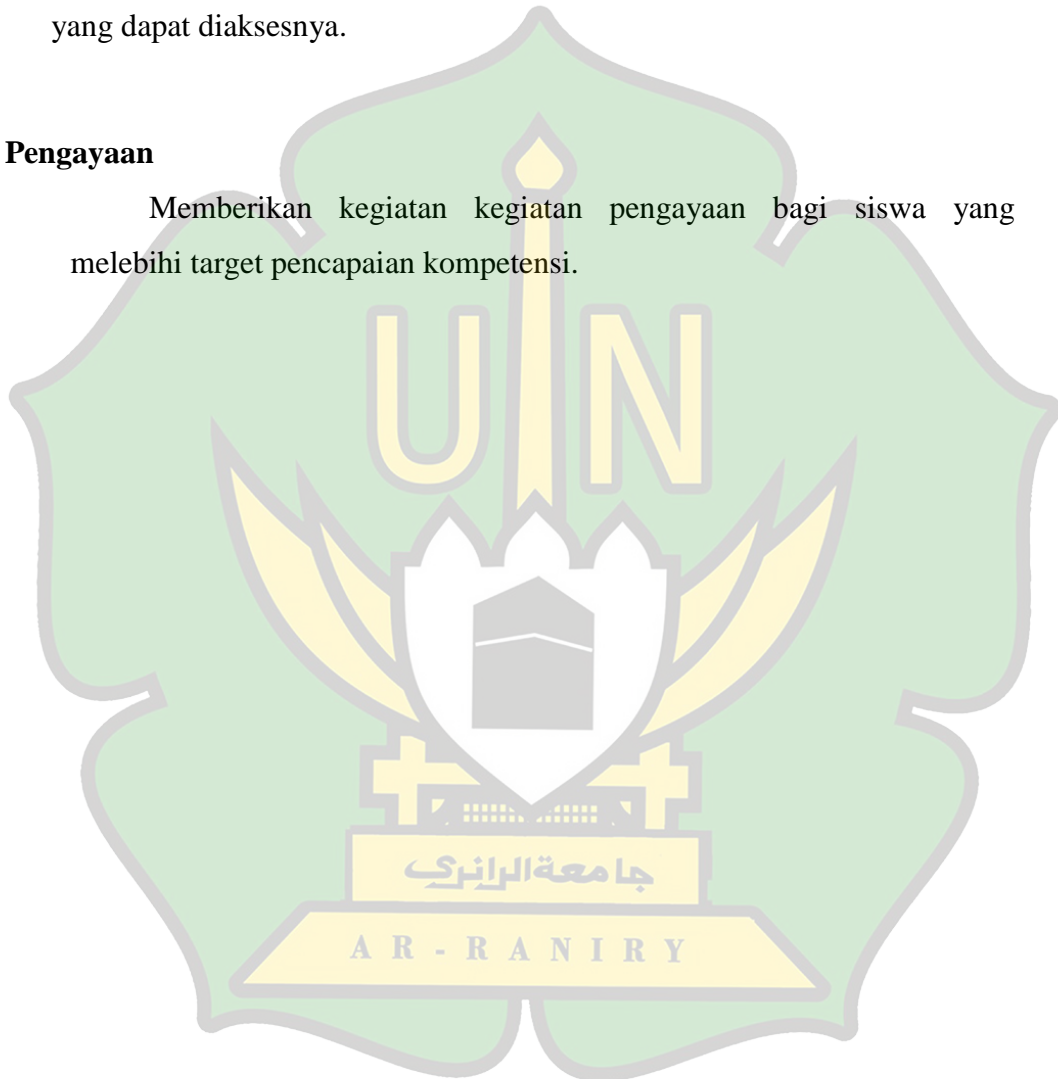 yang dapat diaksesnya.
Pengayaan
Memberikan kegiatan kegiatan pengayaan bagi siswa yang
melebihi target pencapaian kompetensi.
UIN
جامعة الرانري
AR-RANIRY